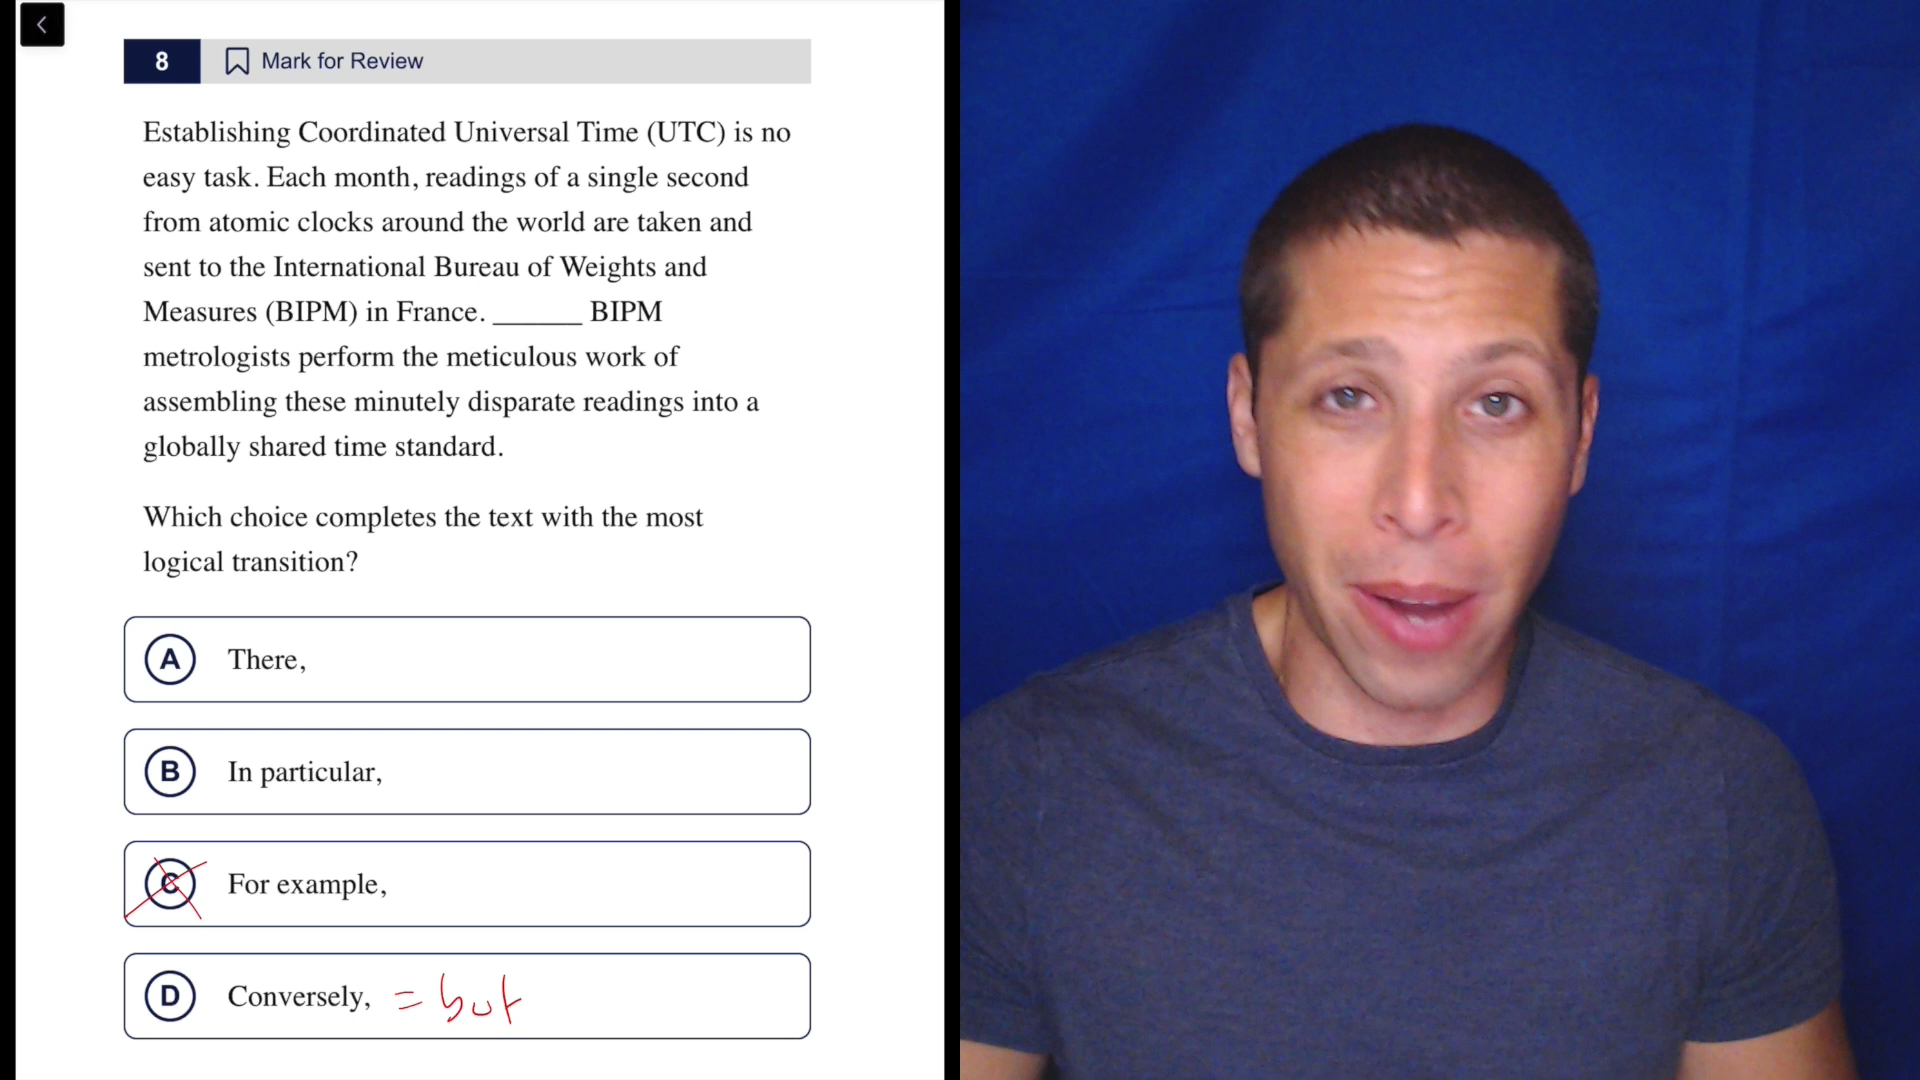 8 Mark for Review
Establishing Coordinated Universal Time (UTC) is no
easy task. Each month, readings of a single second
from atomic clocks around the world are taken and
sent to the International Bureau of Weights and
Measures (BIPM) in France. ______ BIPM
metrologists perform the meticulous work of
assembling these minutely disparate readings into a
globally shared time standard.
Which choice completes the text with the most
logical transition?
A There,
B In particular,
C For example,
D Conversely, = but